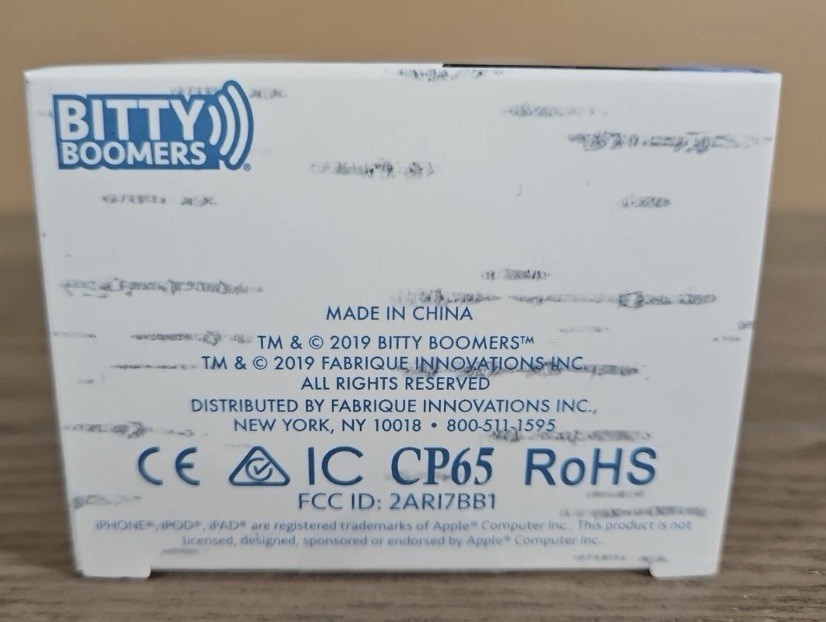 BITTY
BOOMERS®
MADE IN CHINA
TM & © 2019 BITTY BOOMERS™
TM & © 2019 FABRIQUE INNOVATIONS INC.
ALL RIGHTS RESERVED
DISTRIBUTED BY FABRIQUE INNOVATIONS INC.,
NEW YORK, NY 10018 • 800-511-1595
CE IC CP65 RoHS
FCC ID: 2ARI7BB1
iPHONE®, iPOD®, iPAD® are registered trademarks of Apple® Computer Inc. This product is not
licensed, designed, sponsored or endorsed by Apple® Computer Inc.